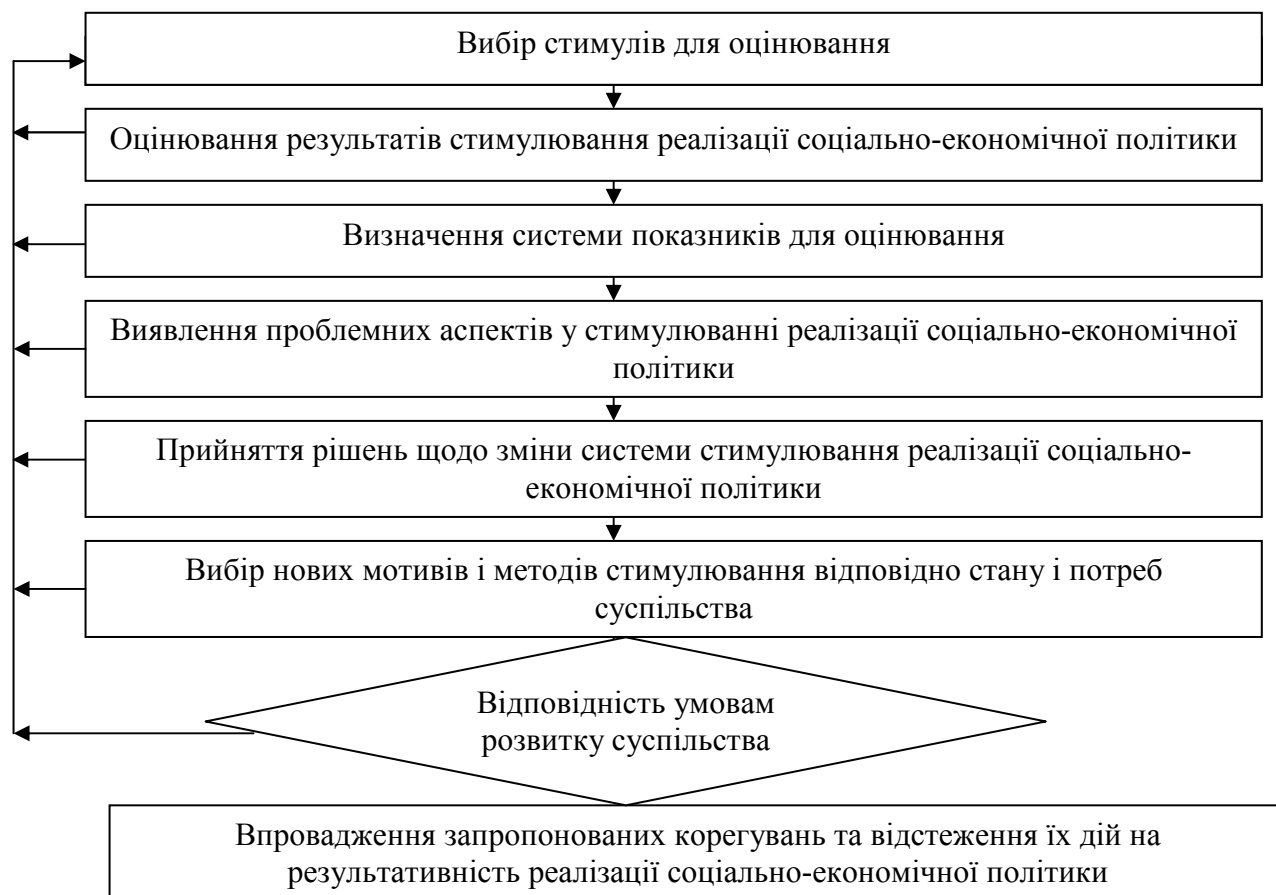 Вибір стимулів для оцінювання
Оцінювання результатів стимулювання реалізації соціально-економічної політики
Визначення системи показників для оцінювання
Виявлення проблемних аспектів у стимулюванні реалізації соціально-економічної
політики
Прийняття рішень щодо зміни системи стимулювання реалізації соціально-
економічної політики
Вибір нових мотивів і методів стимулювання відповідно стану і потреб
суспільства
Відповідність умовам
розвитку суспільства
Впровадження запропонованих корегувань та відстеження їх дій на
результативність реалізації соціально-економічної політики